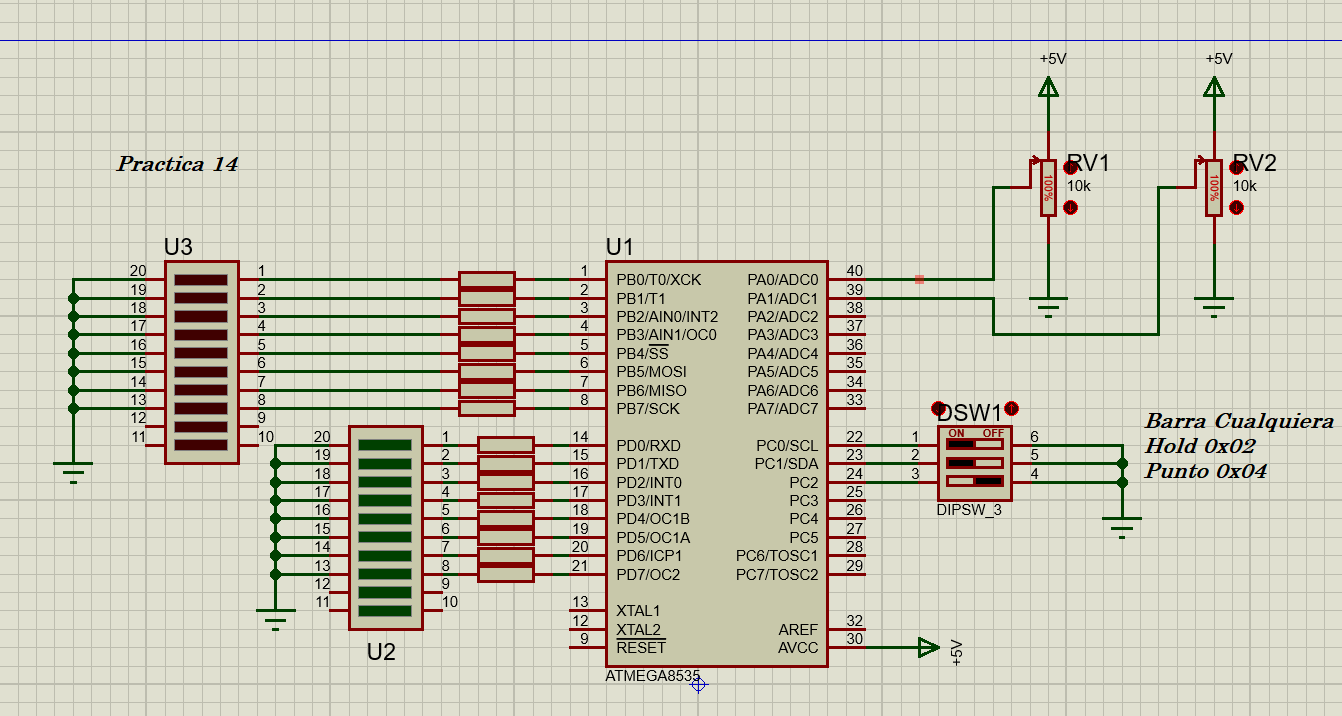 +5V
+5V
Practica 14
RV1
10k
100%
RV2
10k
100%
U3
20 1
19 2
18 3
17 4
16 5
15 6
14 7
13 8
12 9
11 10
U1
1 PB0/T0/XCK PA0/ADC0 40
2 PB1/T1 PA1/ADC1 39
3 PB2/AIN0/INT2 PA2/ADC2 38
4 PB3/AIN1/OC0 PA3/ADC3 37
5 PB4/SS PA4/ADC4 36
6 PB5/MOSI PA5/ADC5 35
7 PB6/MISO PA6/ADC6 34
8 PB7/SCK PA7/ADC7 33
14 PD0/RXD PC0/SCL 22
15 PD1/TXD PC1/SDA 23
16 PD2/INT0 PC2 24
17 PD3/INT1 PC3 25
18 PD4/OC1B PC4 26
19 PD5/OC1A PC5 27
20 PD6/ICP1 PC6/TOSC1 28
21 PD7/OC2 PC7/TOSC2 29
13 XTAL1
12 XTAL2 AREF 32
9 RESET AVCC 30
ATMEGA8535
+5V
20 1
19 2
18 3
17 4
16 5
15 6
14 7
13 8
12 9
11 10
U2
DSW1
ON OFF
1 6
2 5
3 4
DIPSW_3
Barra Cualquiera
Hold 0x02
Punto 0x04